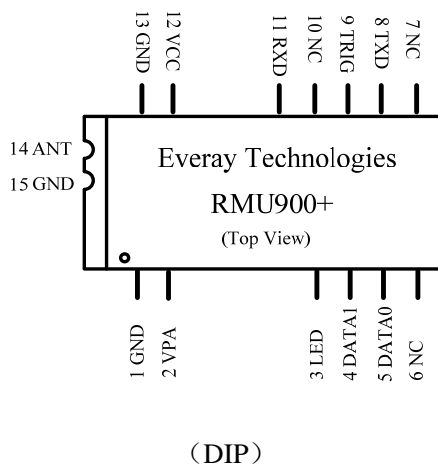 13 GND
12 VCC
11 RXD
10 NC
9 TRIG
8 TXD
7 NC
14 ANT
15 GND
Everay Technologies
RMU900+
(Top View)
1 GND
2 VPA
3 LED
4 DATA1
5 DATA0
6 NC
（DIP）